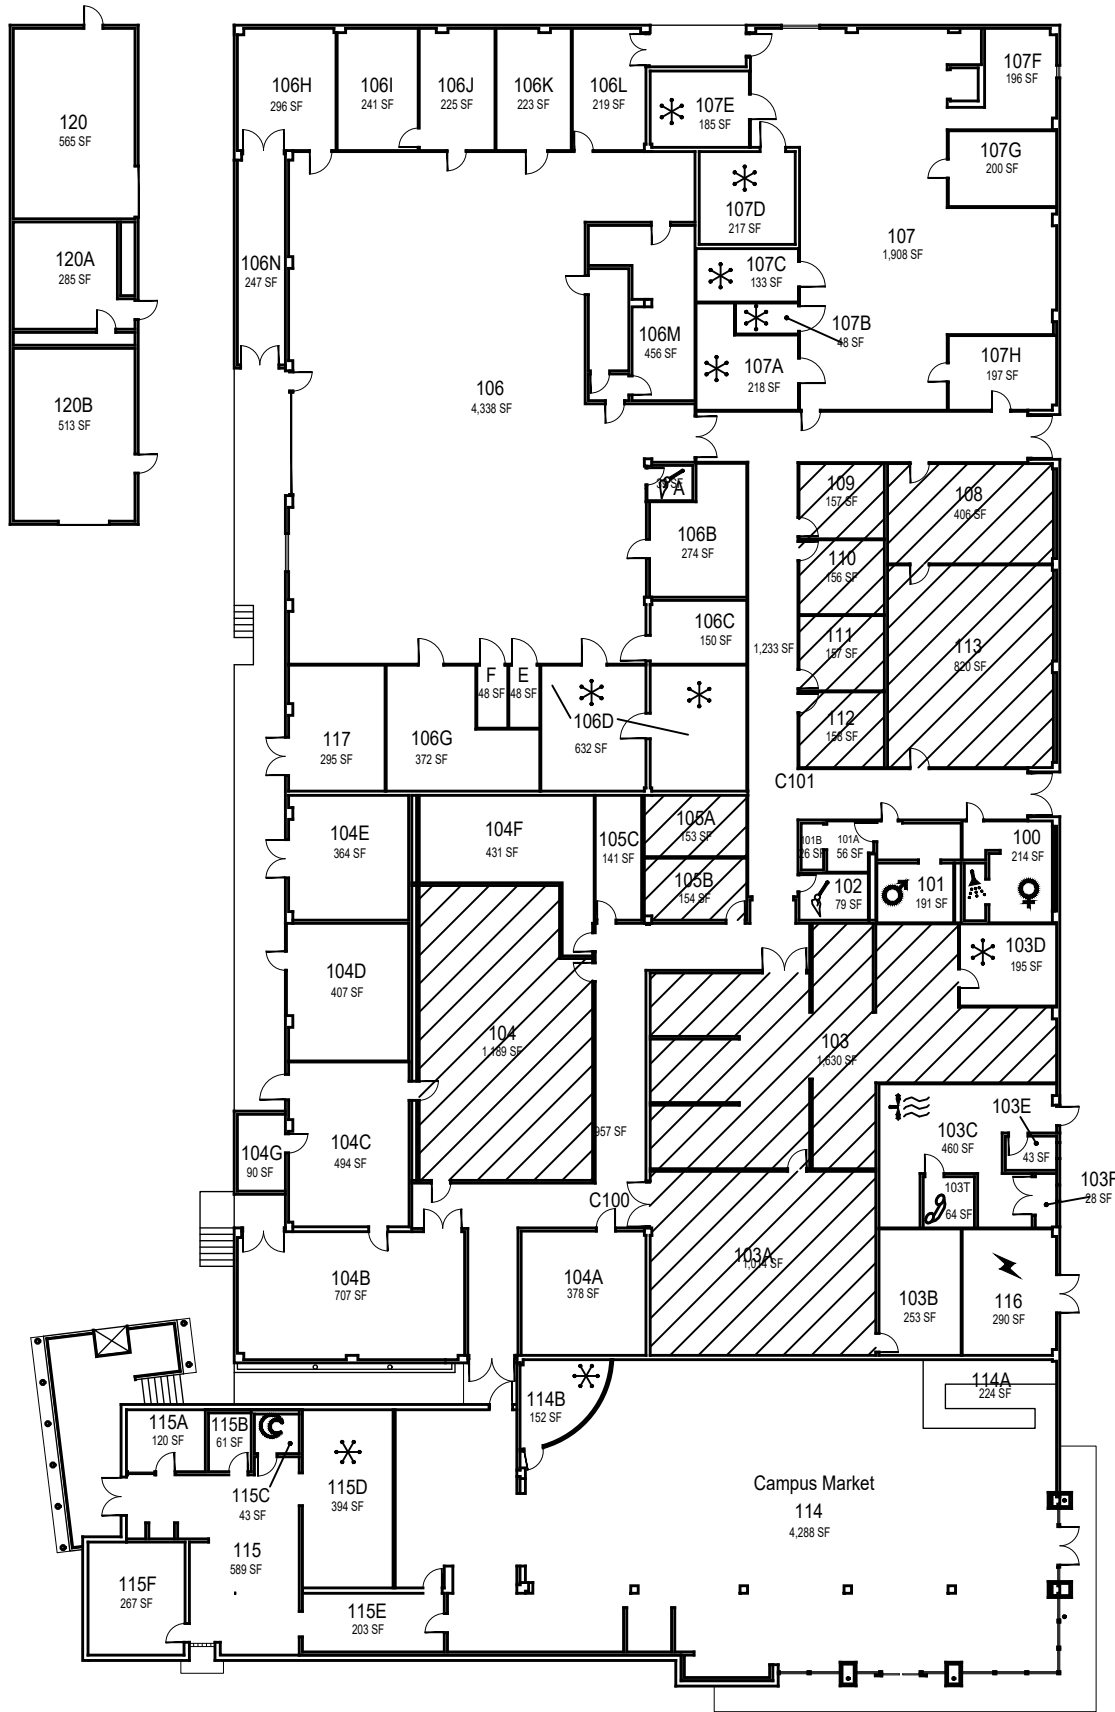 120
565 SF
120A
285 SF
120B
513 SF
106H
296 SF
106I
241 SF
106J
225 SF
106K
223 SF
106L
219 SF
107E
185 SF
107F
196 SF
107G
200 SF
107D
217 SF
107
1,908 SF
107C
133 SF
107B
48 SF
107A
218 SF
107H
197 SF
106N
247 SF
106M
456 SF
106
4,338 SF
A
106B
274 SF
106C
150 SF
109
157 SF
108
406 SF
110
156 SF
111
157 SF
113
820 SF
112
1,233 SF
F
48 SF
E
48 SF
106D
632 SF
117
295 SF
106G
372 SF
C101
104E
364 SF
104F
431 SF
105C
141 SF
105A
153 SF
105B
154 SF
101B
26 SF
101A
56 SF
100
214 SF
102
79 SF
101
191 SF
103D
195 SF
104D
407 SF
104
1,189 SF
103
1,630 SF
957 SF
104C
494 SF
104G
90 SF
103C
460 SF
103E
43 SF
103T
64 SF
103F
28 SF
C100
104B
707 SF
104A
378 SF
103A
1,014 SF
103B
253 SF
116
290 SF
114B
152 SF
114A
224 SF
115A
120 SF
115B
61 SF
115C
43 SF
115D
394 SF
115
589 SF
115F
267 SF
115E
203 SF
Campus Market
114
4,288 SF